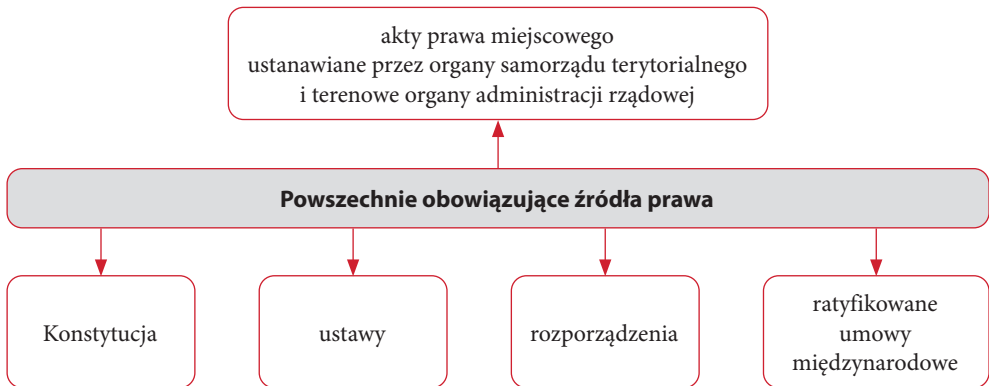 akty prawa miejscowego
ustanawiane przez organy samorządu terytorialnego
i terenowe organy administracji rządowej
Powszechnie obowiązujące źródła prawa
Konstytucja
ustawy
rozporządzenia
ratyfikowane
umowy
międzynarodowe